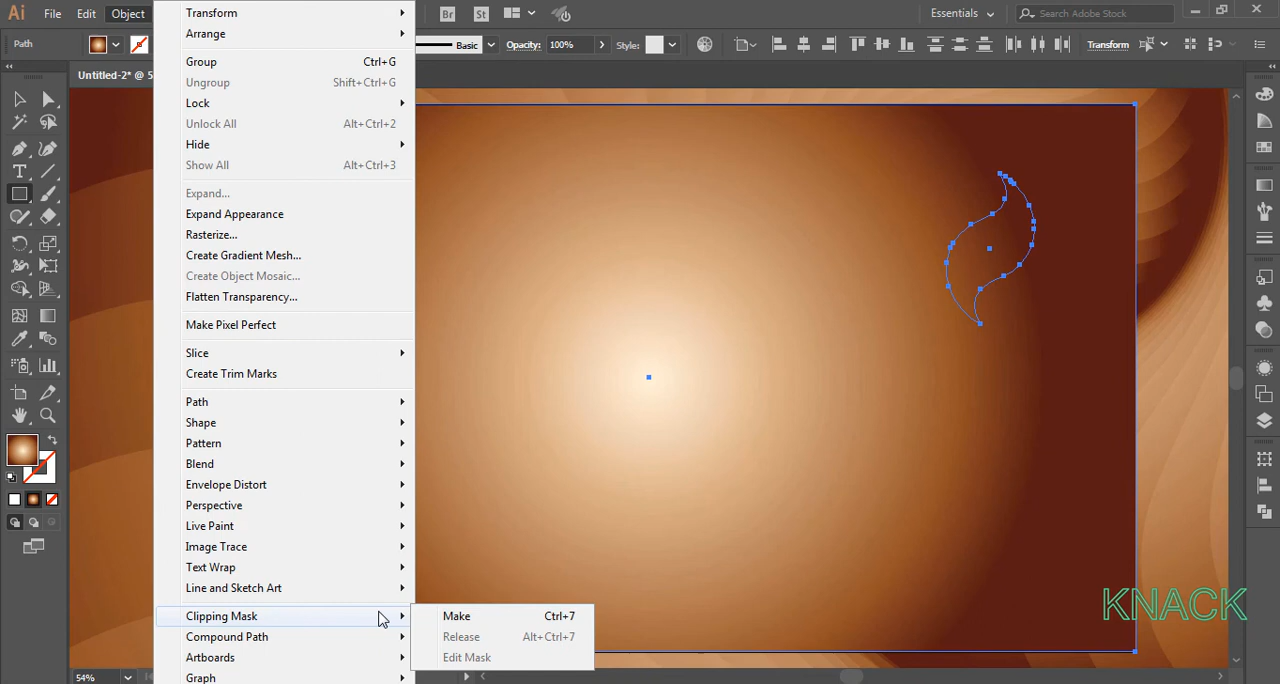 Ai File Edit Object Br St Essentials Search Adobe Stock
Path Basic Opacity: 100% Style: Transform
Untitled-2* @ 5
Transform
Arrange
Group Ctrl+G
Ungroup Shift+Ctrl+G
Lock
Unlock All Alt+Ctrl+2
Hide
Show All Alt+Ctrl+3
Expand...
Expand Appearance
Rasterize...
Create Gradient Mesh...
Create Object Mosaic...
Flatten Transparency...
Make Pixel Perfect
Slice
Create Trim Marks
Path
Shape
Pattern
Blend
Envelope Distort
Perspective
Live Paint
Image Trace
Text Wrap
Line and Sketch Art
Clipping Mask
Compound Path
Artboards
Graph
Make Ctrl+7
Release Alt+Ctrl+7
Edit Mask
KNACK
54%